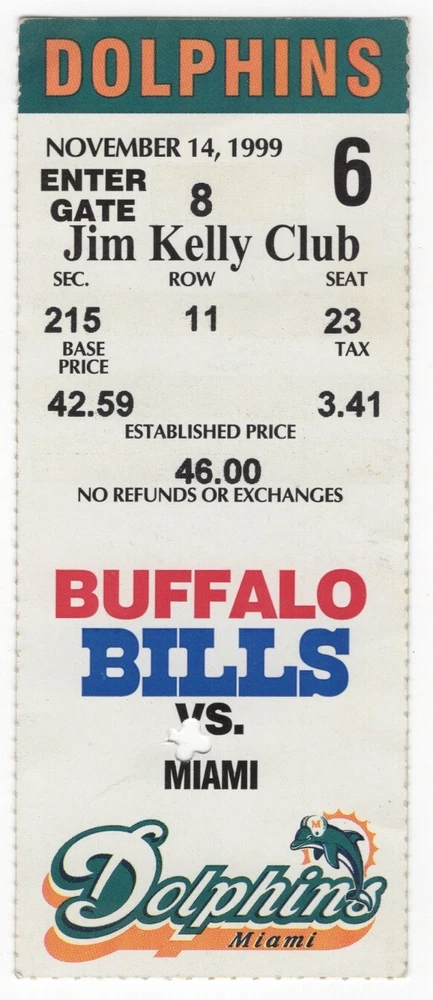 DOLPHINS
NOVEMBER 14, 1999 6
ENTER
GATE 8
Jim Kelly Club
SEC. ROW SEAT
215 11 23
BASE
PRICE TAX
42.59 3.41
ESTABLISHED PRICE
46.00
NO REFUNDS OR EXCHANGES
BUFFALO
BILLS
VS.
MIAMI
M
Dolphins
Miami